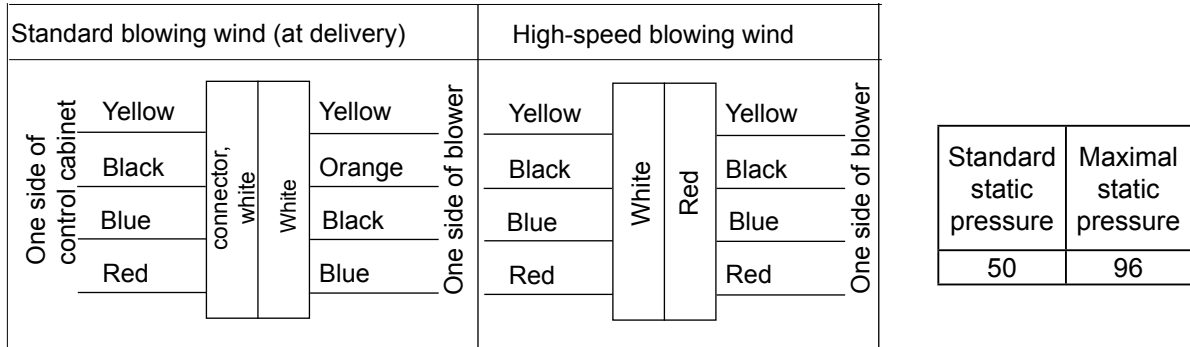 Standard blowing wind (at delivery)
High-speed blowing wind
One side of
control cabinet
Yellow
Black
Blue
Red
connector,
white
White
Yellow
Orange
Black
Blue
One side of blower
Yellow
Black
Blue
Red
White
Red
Yellow
Black
Blue
Red
One side of blower
Standard
static
pressure
Maximal
static
pressure
50
96